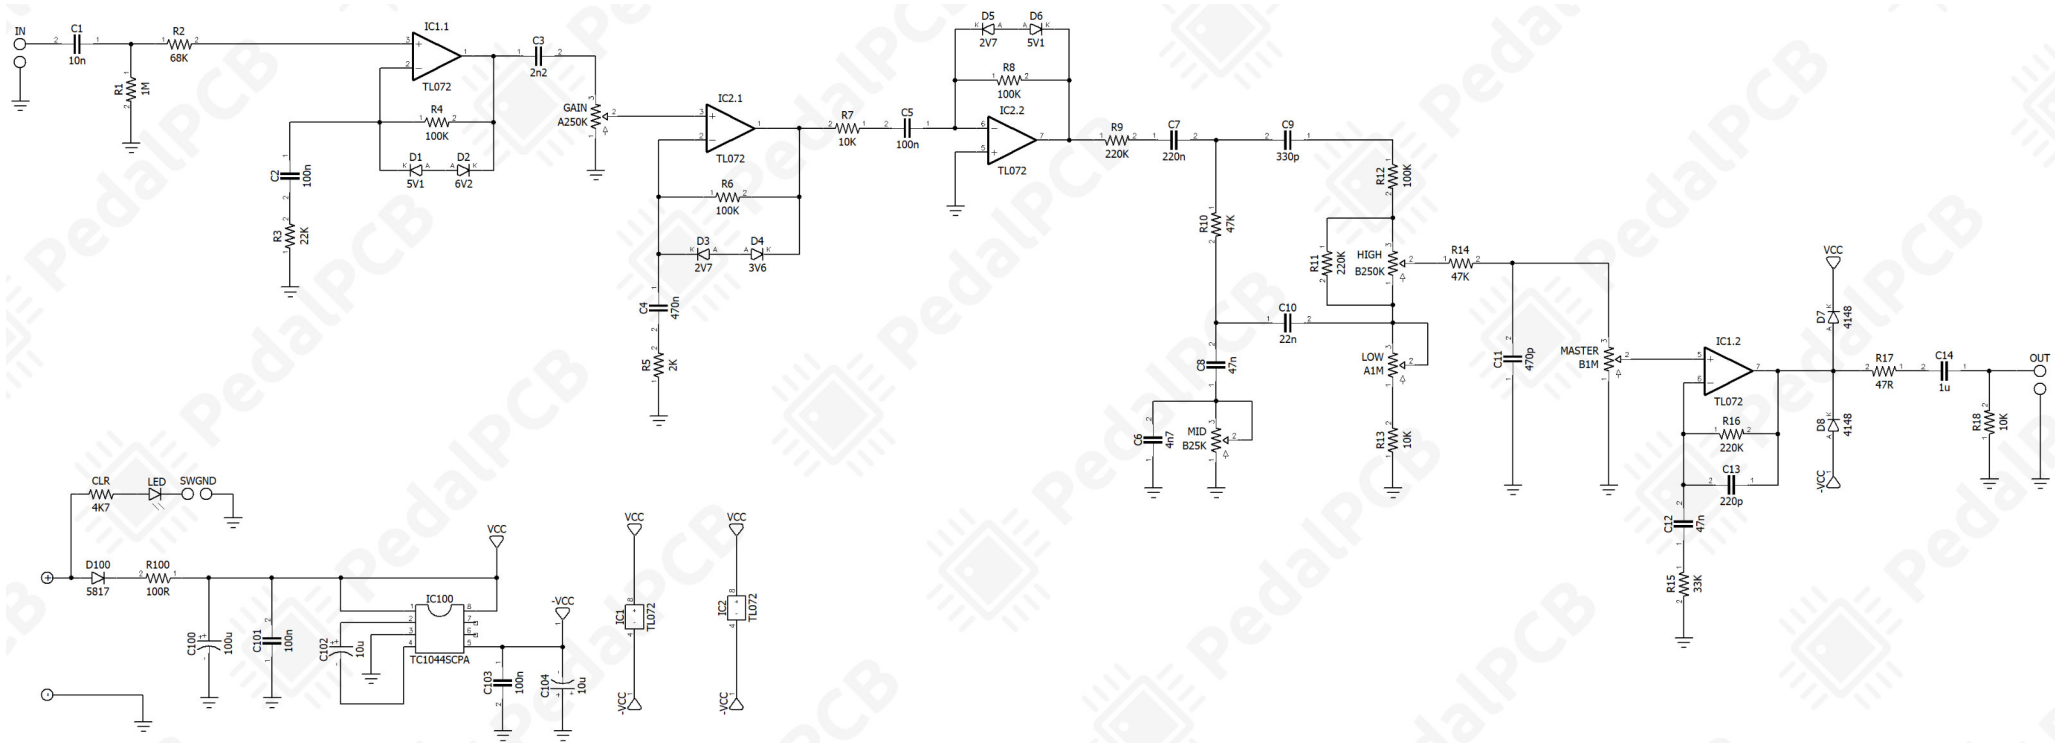 IN
C1
10n
R1
1M
R2
68K
IC1.1
TL072
R4
100K
D1
5V1
D2
6V2
C2
100n
R3
22K
C3
2n2
GAIN
A250K
IC2.1
TL072
R6
100K
D3
2V7
D4
3V6
C4
470n
R5
2K
R7
10K
C5
100n
D5
2V7
D6
5V1
R8
100K
IC2.2
TL072
R9
220K
C7
220n
C9
330p
R12
100K
R10
47K
R11
220K
HIGH
B250K
R14
47K
C10
22n
C8
47n
LOW
A1M
C6
4n7
MID
B25K
R13
10K
C11
470p
MASTER
B1M
IC1.2
TL072
R16
220K
C13
220p
C12
47n
R15
33K
VCC
D7
4148
D8
4148
-VCC
R17
47R
C14
1u
R18
10K
OUT
CLR
4K7
LED
SWGND
D100
5817
R100
100R
C100
100u
C101
100n
C102
10u
IC100
TC1044SCPA
VCC
-VCC
C103
100n
C104
10u
VCC
IC1
TL072
-VCC
VCC
IC2
TL072
-VCC
PedalPCB